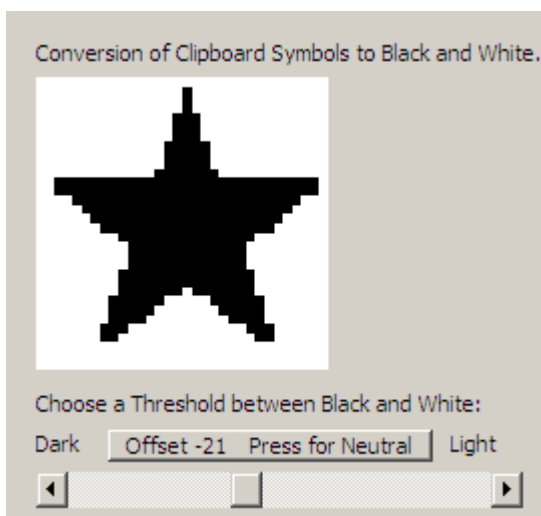 Conversion of Clipboard Symbols to Black and White.
Choose a Threshold between Black and White:
Dark Offset -21 Press for Neutral Light